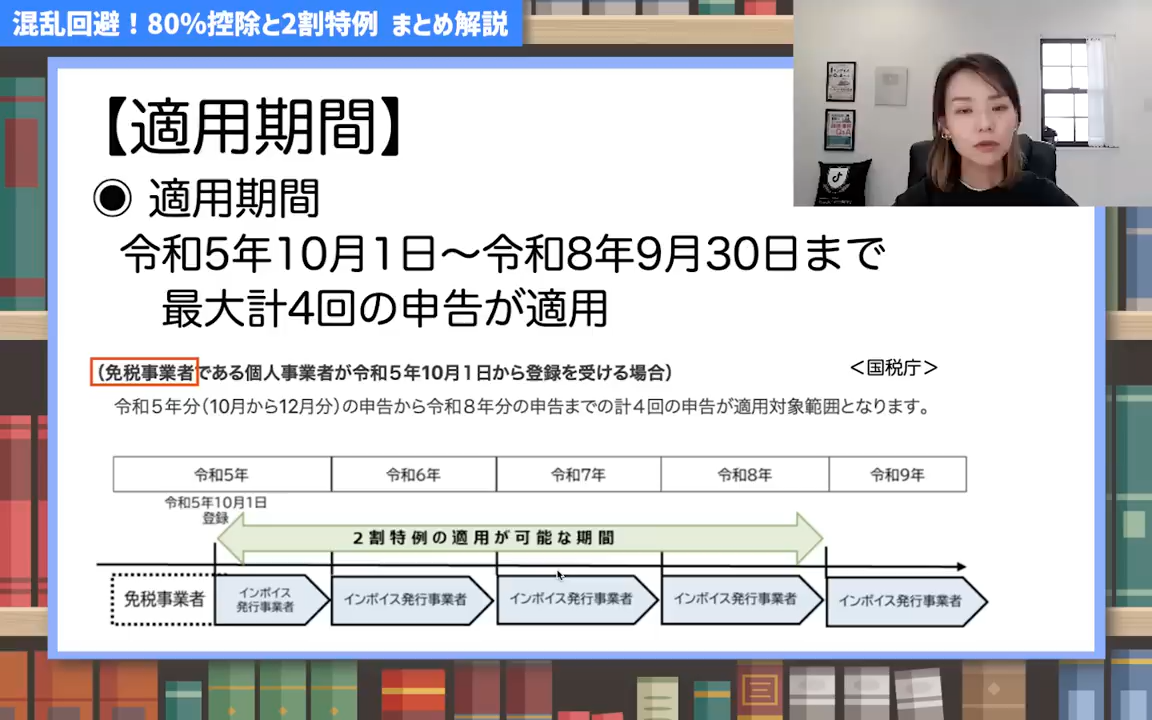 混乱回避！80%控除と2割特例 まとめ解説
【適用期間】
◉ 適用期間
令和5年10月1日～令和8年9月30日まで
最大計4回の申告が適用
（免税事業者である個人事業者が令和５年10月１日から登録を受ける場合）
＜国税庁＞
令和５年分（10月から12月分）の申告から令和８年分の申告までの計４回の申告が適用対象範囲となります。
令和5年
令和6年
令和7年
令和8年
令和9年
令和5年10月1日
登録
２割特例の適用が可能な期間
免税事業者
インボイス
発行事業者
インボイス発行事業者
インボイス発行事業者
インボイス発行事業者
インボイス発行事業者